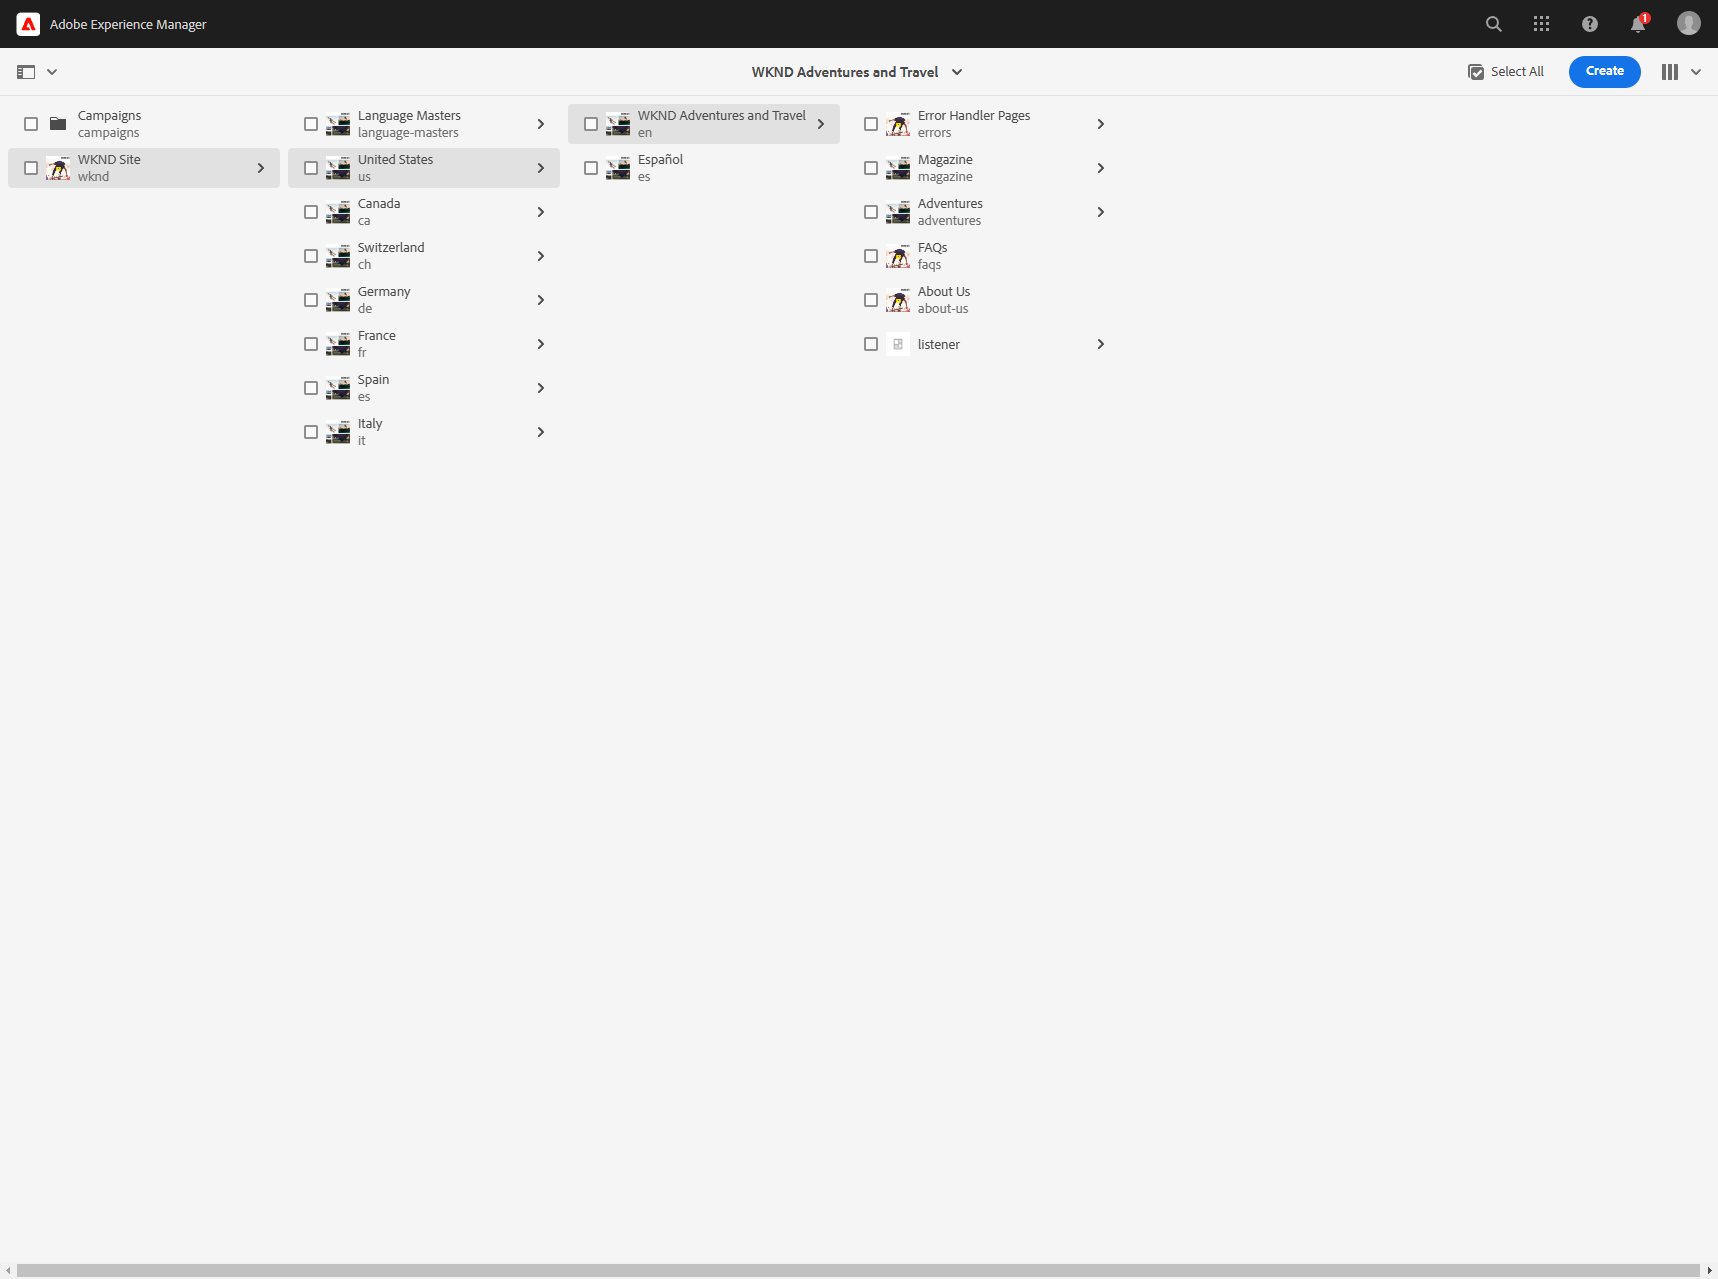 Adobe Experience Manager
1
WKND Adventures and Travel
Select All
Create
Campaigns
campaigns
WKND Site
wknd
Language Masters
language-masters
United States
us
Canada
ca
Switzerland
ch
Germany
de
France
fr
Spain
es
Italy
it
WKND Adventures and Travel
en
Español
es
Error Handler Pages
errors
Magazine
magazine
Adventures
adventures
FAQs
faqs
About Us
about-us
listener